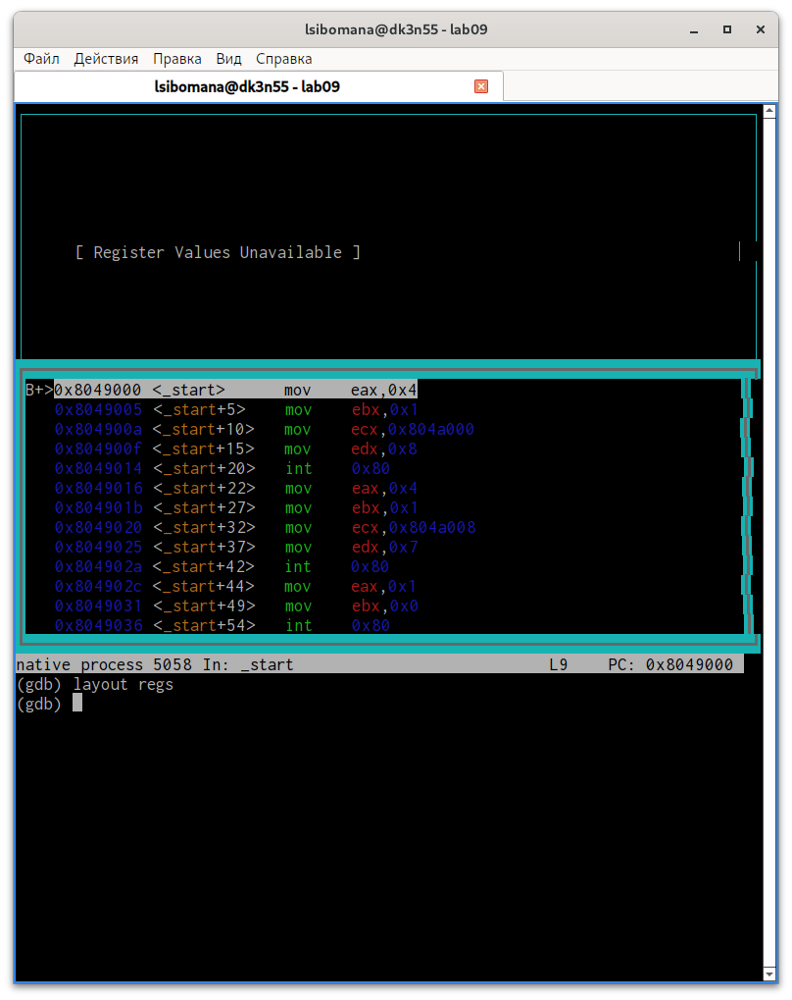 lsibomana@dk3n55 - lab09
Файл Действия Правка Вид Справка
lsibomana@dk3n55 - lab09
[ Register Values Unavailable ]
B+>0x8049000 <_start> mov eax,0x4
0x8049005 <_start+5> mov ebx,0x1
0x804900a <_start+10> mov ecx,0x804a000
0x804900f <_start+15> mov edx,0x8
0x8049014 <_start+20> int 0x80
0x8049016 <_start+22> mov eax,0x4
0x804901b <_start+27> mov ebx,0x1
0x8049020 <_start+32> mov ecx,0x804a008
0x8049025 <_start+37> mov edx,0x7
0x804902a <_start+42> int 0x80
0x804902c <_start+44> mov eax,0x1
0x8049031 <_start+49> mov ebx,0x0
0x8049036 <_start+54> int 0x80
native process 5058 In: _start L9 PC: 0x8049000
(gdb) layout regs
(gdb)